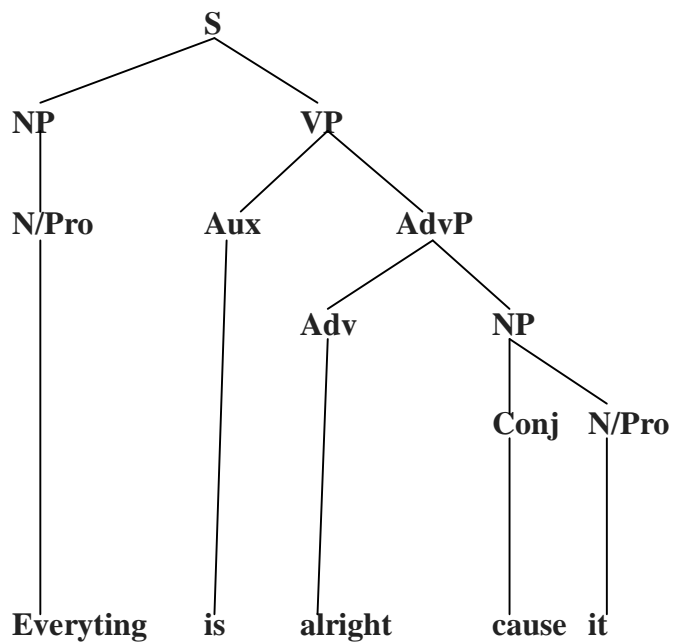 S
NP VP
N/Pro Aux AdvP
Adv NP
Conj N/Pro
Everyting is alright cause it